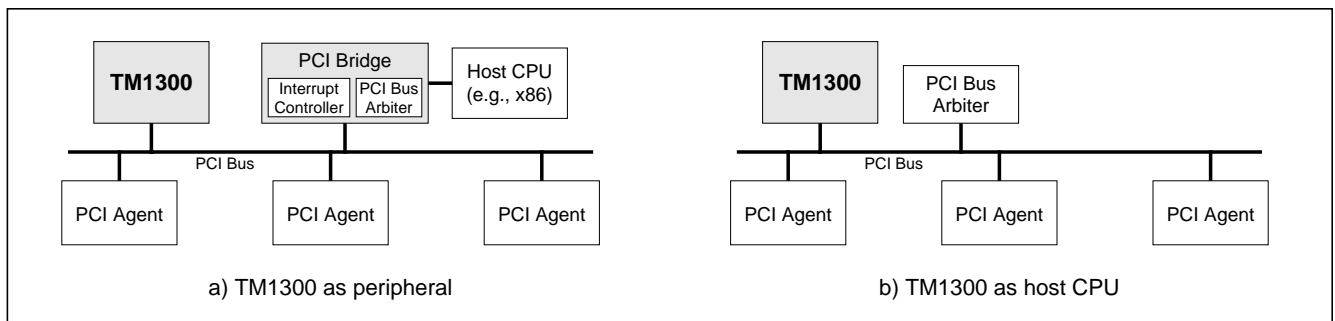 TM1300
PCI Bridge
Interrupt
Controller
PCI Bus
Arbiter
Host CPU
(e.g., x86)
PCI Bus
PCI Agent
PCI Agent
PCI Agent
a) TM1300 as peripheral
TM1300
PCI Bus
Arbiter
PCI Bus
PCI Agent
PCI Agent
PCI Agent
b) TM1300 as host CPU